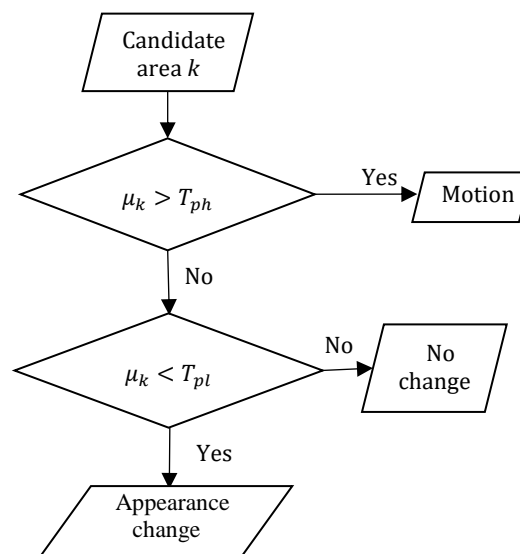 Candidate
area k
μₖ > Tₚₕ
Yes
Motion
No
μₖ < Tₚₗ
No
No
change
Yes
Appearance
change